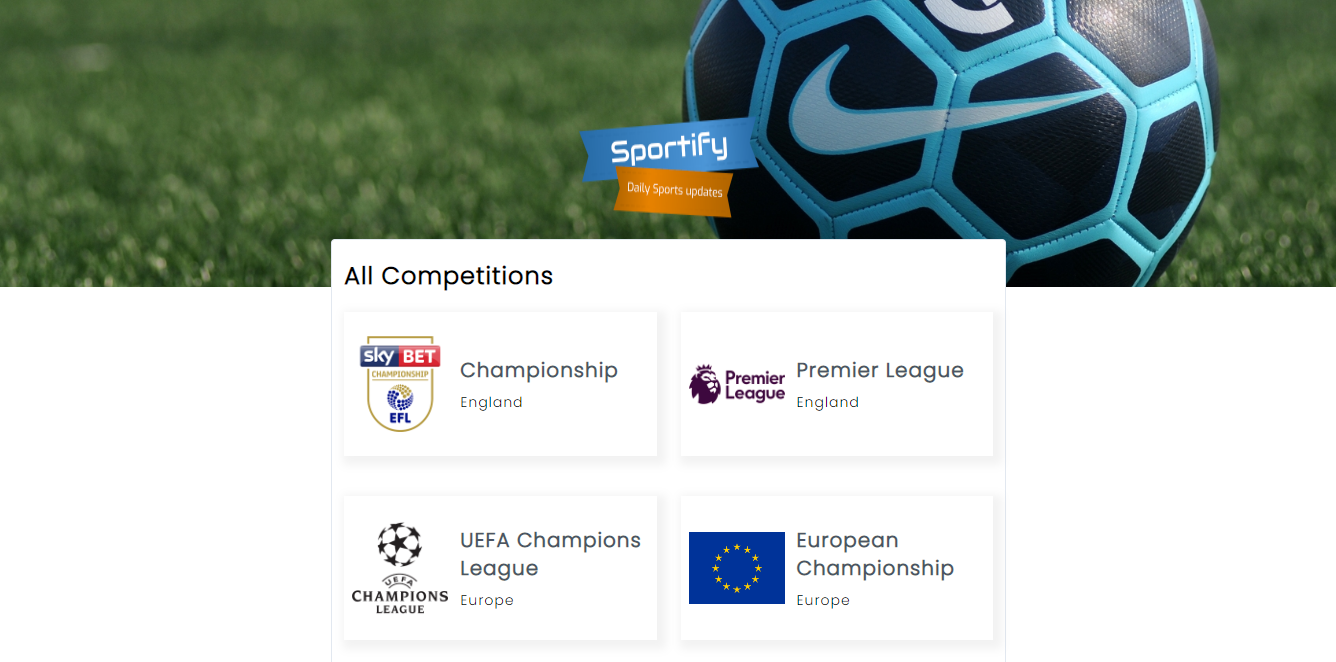 Sportify
Daily Sports updates
All Competitions
sky BET
CHAMPIONSHIP
EFL
Championship
England
Premier
League
Premier League
England
UEFA
CHAMPIONS
LEAGUE
UEFA Champions
League
Europe
European
Championship
Europe